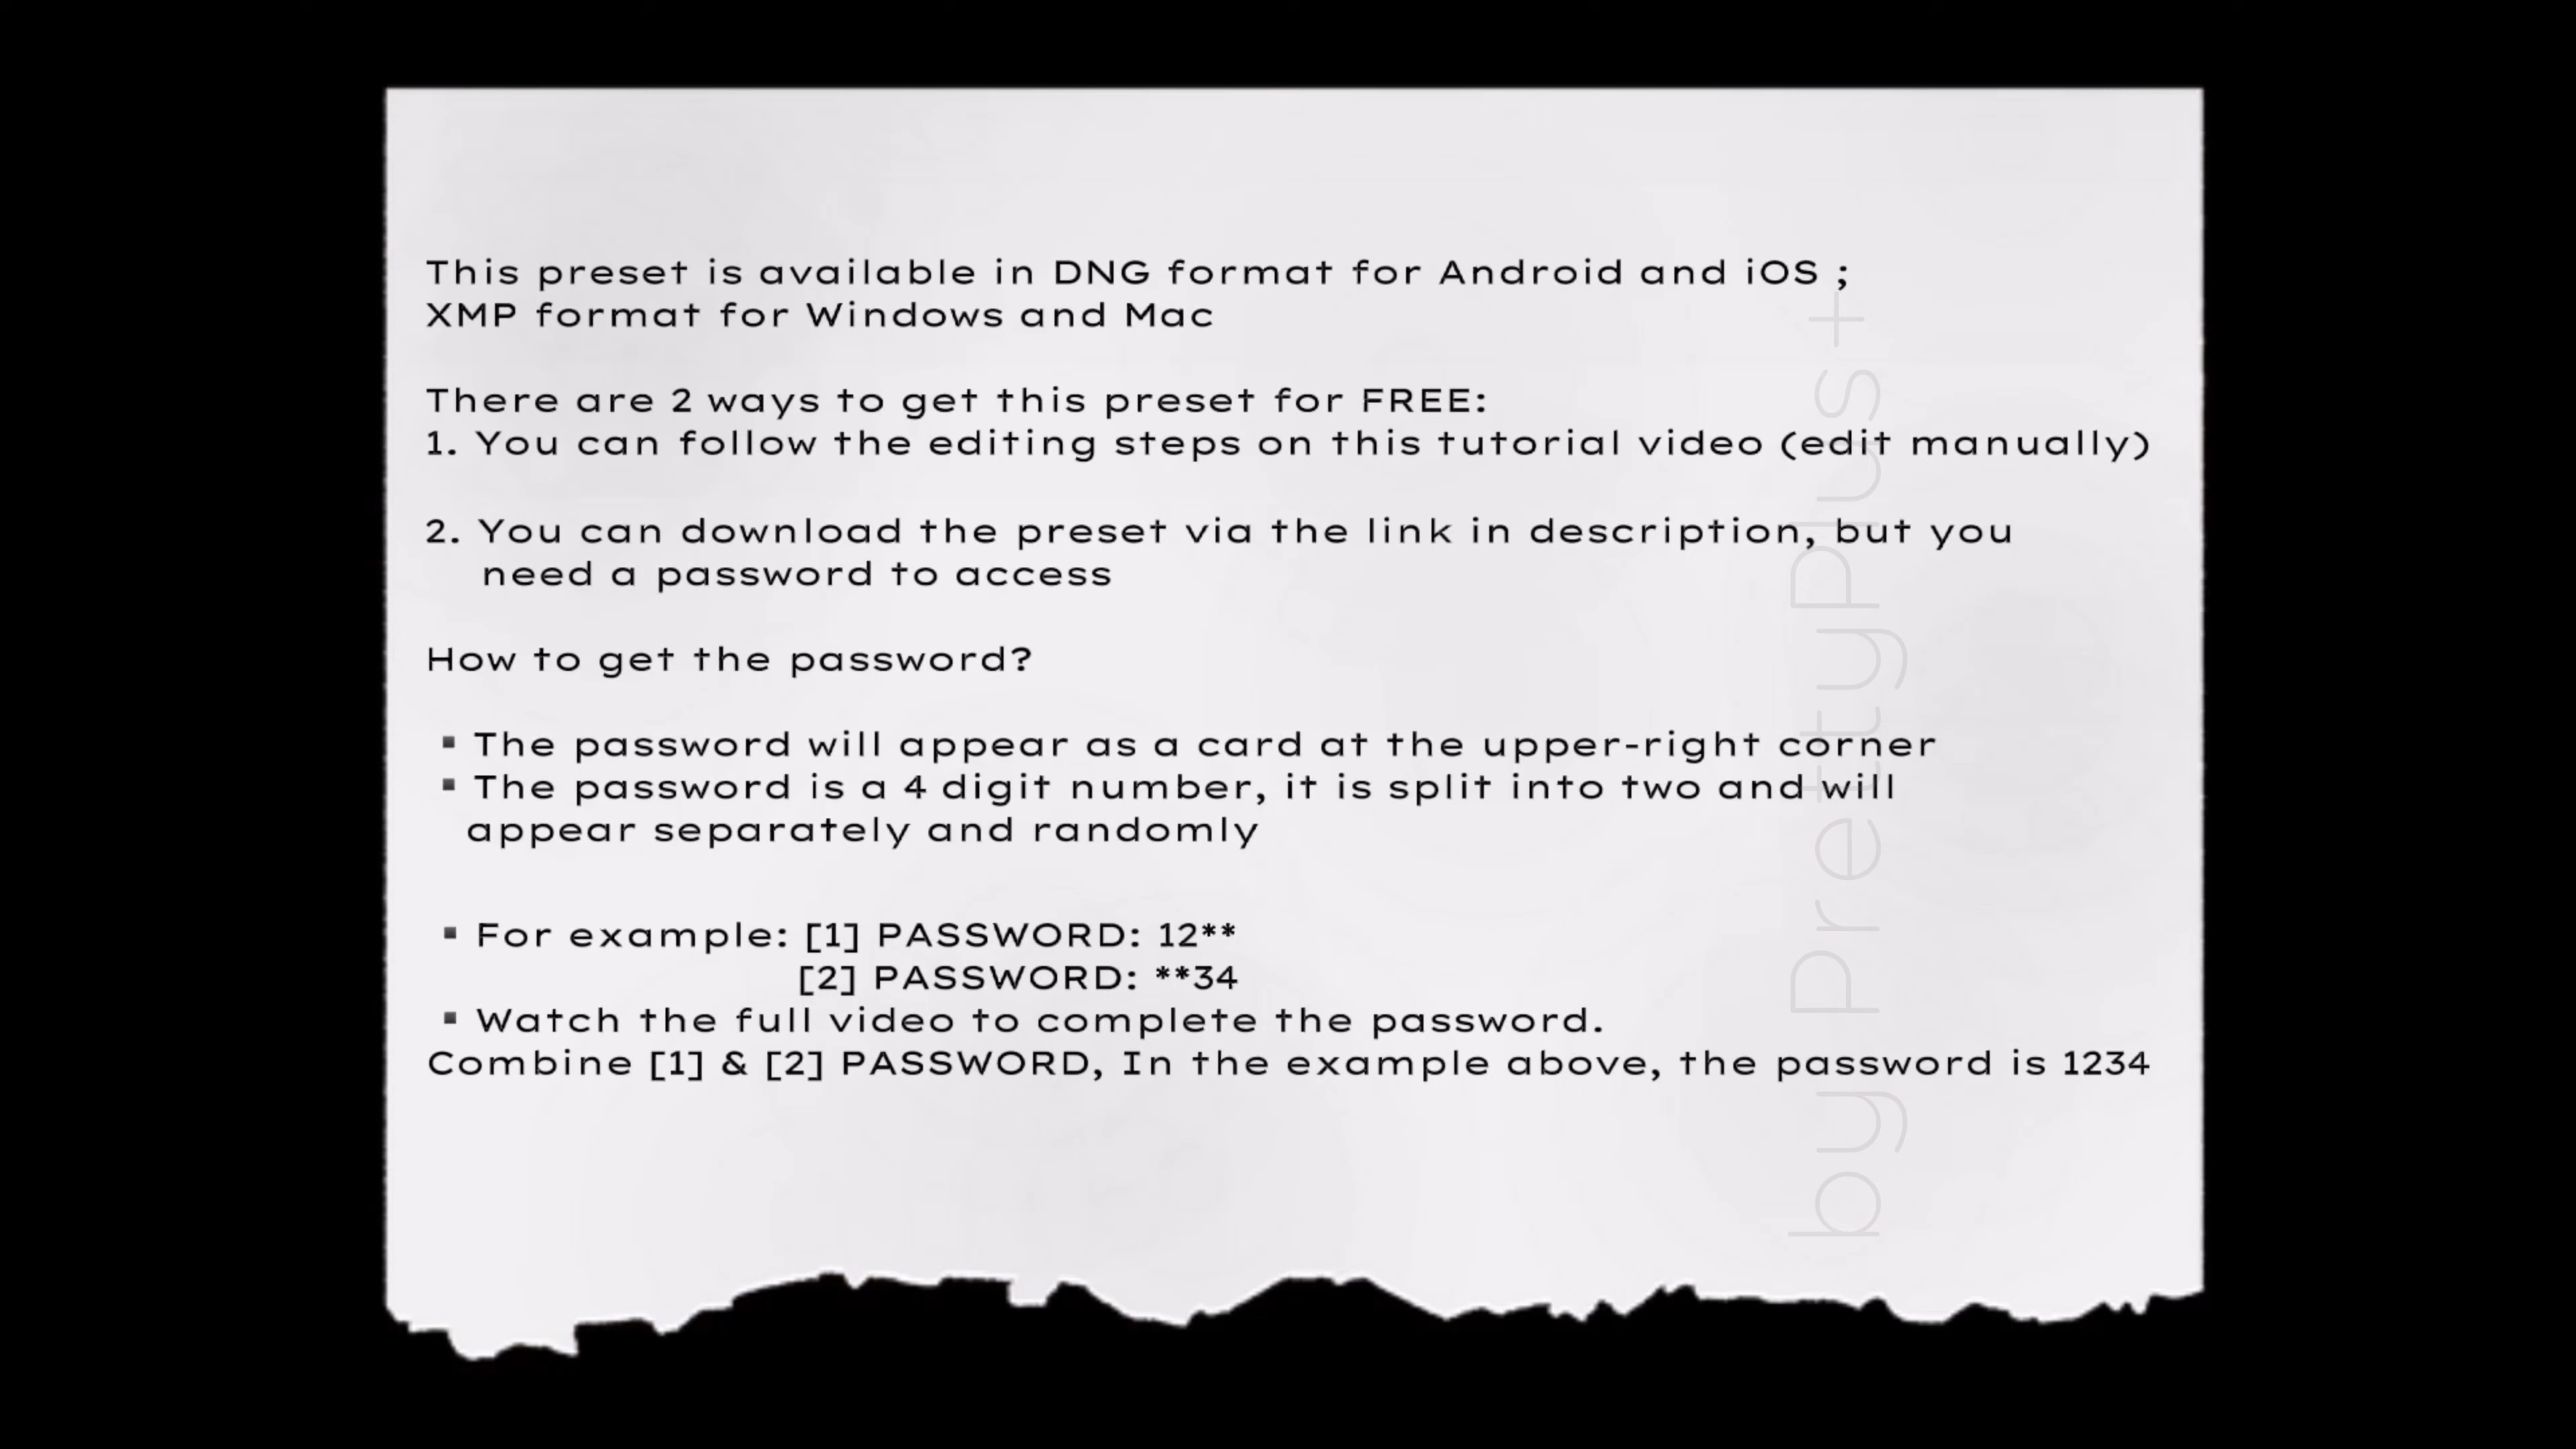 This preset is available in DNG format for Android and iOS ;
XMP format for Windows and Mac
There are 2 ways to get this preset for FREE:
1. You can follow the editing steps on this tutorial video (edit manually)
2. You can download the preset via the link in description, but you
need a password to access
How to get the password?
▪ The password will appear as a card at the upper-right corner
▪ The password is a 4 digit number, it is split into two and will
appear separately and randomly
▪ For example: [1] PASSWORD: 12**
[2] PASSWORD: **34
▪ Watch the full video to complete the password.
Combine [1] & [2] PASSWORD, In the example above, the password is 1234
by PrettyPlus+